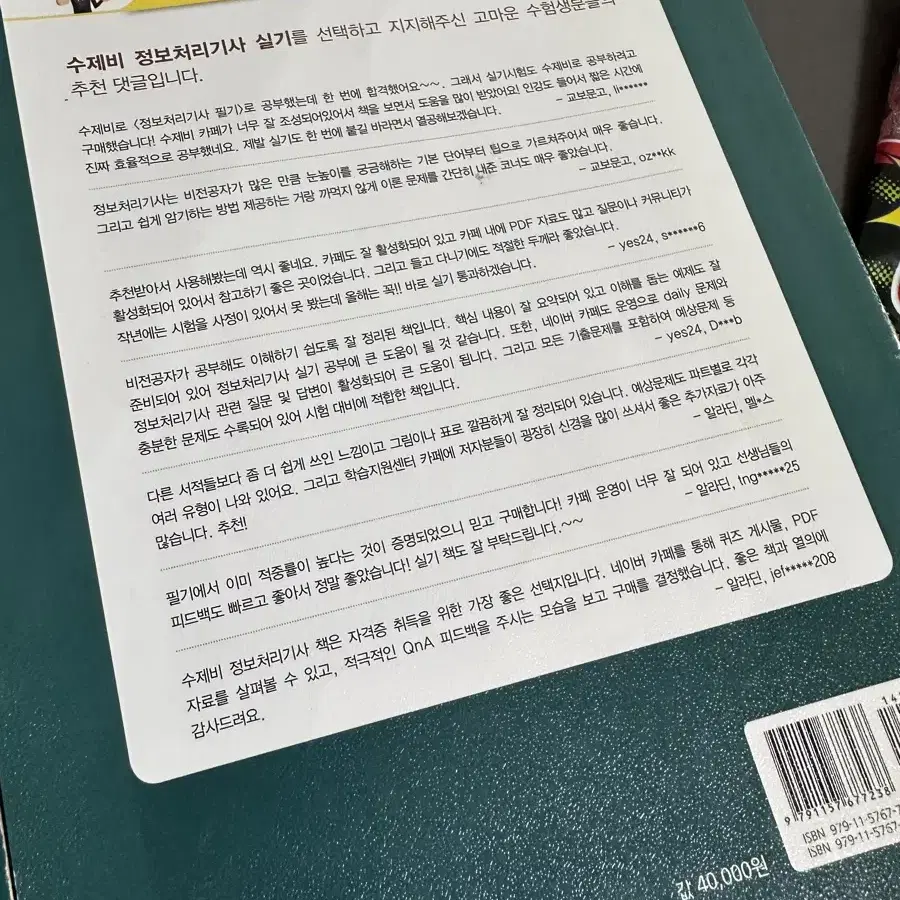 수제비 정보처리기사 실기를 선택하고 지지해주신 고마운 수험생분들의
추천 댓글입니다.
수제비로 <정보처리기사 필기>로 공부했는데 한 번에 합격했어요~~. 그래서 실기시험도 수제비로 공부하려고
구매했습니다! 수제비 카페가 너무 잘 조성되어있어서 책을 보면서 도움을 많이 받았어요! 인강도 들어서 짧은 시간에
진짜 효율적으로 공부했네요. 제발 실기도 한 번에 붙길 바라면서 열공해보겠습니다.
- 교보문고, li******
정보처리기사는 비전공자가 많은 만큼 눈높이를 궁금해하는 기본 단어부터 팁으로 가르쳐주어서 매우 좋습니다.
그리고 쉽게 암기하는 방법 제공하는 거랑 까먹지 않게 이론 문제를 간단히 내준 코너도 매우 좋았습니다.
- 교보문고, oz**kk
추천받아서 사용해봤는데 역시 좋네요. 카페도 잘 활성화되어 있고 카페 내에 PDF 자료도 많고 질문이나 커뮤니티가
활성화되어 있어서 참고하기 좋은 곳이었습니다. 그리고 들고 다니기에도 적절한 두께라 좋았습니다.
작년에는 시험을 사정이 있어서 못 봤는데 올해는 꼭!! 바로 실기 통과하겠습니다.
- yes24, s******6
비전공자가 공부해도 이해하기 쉽도록 잘 정리된 책입니다. 핵심 내용이 잘 요약되어 있고 이해를 돕는 예제도 잘
준비되어 있어 정보처리기사 실기 공부에 큰 도움이 될 것 같습니다. 또한, 네이버 카페도 운영으로 daily 문제와
정보처리기사 관련 질문 및 답변이 활성화되어 큰 도움이 됩니다. 그리고 모든 기출문제를 포함하여 예상문제 등
충분한 문제도 수록되어 있어 시험 대비에 적합한 책입니다.
- yes24, D***b
다른 서적들보다 좀 더 쉽게 쓰인 느낌이고 그림이나 표로 깔끔하게 잘 정리되어 있습니다. 예상문제도 파트별로 각각
여러 유형이 나와 있어요. 그리고 학습지원센터 카페에 저자분들이 굉장히 신경을 많이 쓰셔서 좋은 추가자료가 아주
많습니다. 추천!
- 알라딘, 멜*스
필기에서 이미 적중률이 높다는 것이 증명되었으니 믿고 구매합니다! 카페 운영이 너무 잘 되어 있고 선생님들의
피드백도 빠르고 좋아서 정말 좋았습니다! 실기 책도 잘 부탁드립니다.~~
- 알라딘, tng*****25
수제비 정보처리기사 책은 자격증 취득을 위한 가장 좋은 선택지입니다. 네이버 카페를 통해 퀴즈 게시물, PDF
자료를 살펴볼 수 있고, 적극적인 QnA 피드백을 주시는 모습을 보고 구매를 결정했습니다. 좋은 책과 열의에
감사드려요.
- 알라딘, jef*****208
9 791157 677238
ISBN 979-11-5767-7
ISBN 979-11-5767-
값 40,000원